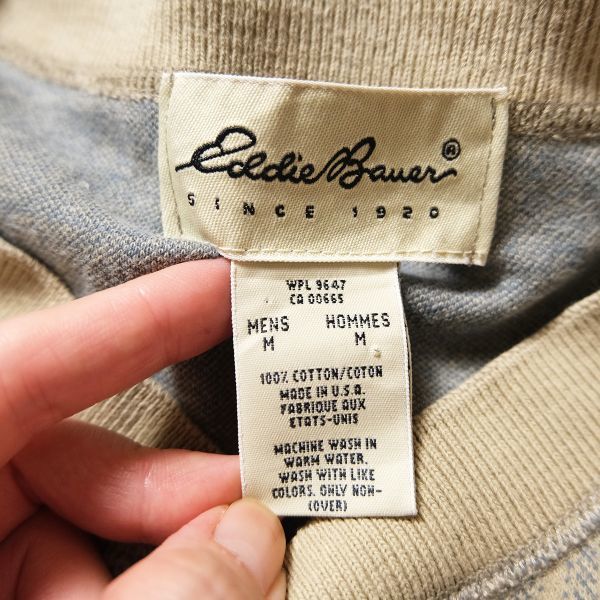 Eddie Bauer®
SINCE 1920
WPL 9647
CA 00665
MENS HOMMES
M M
100% COTTON/COTON
MADE IN U.S.A.
FABRIQUE AUX
ETATS-UNIS
MACHINE WASH IN
WARM WATER.
WASH WITH LIKE
COLORS. ONLY NON-
(OVER)